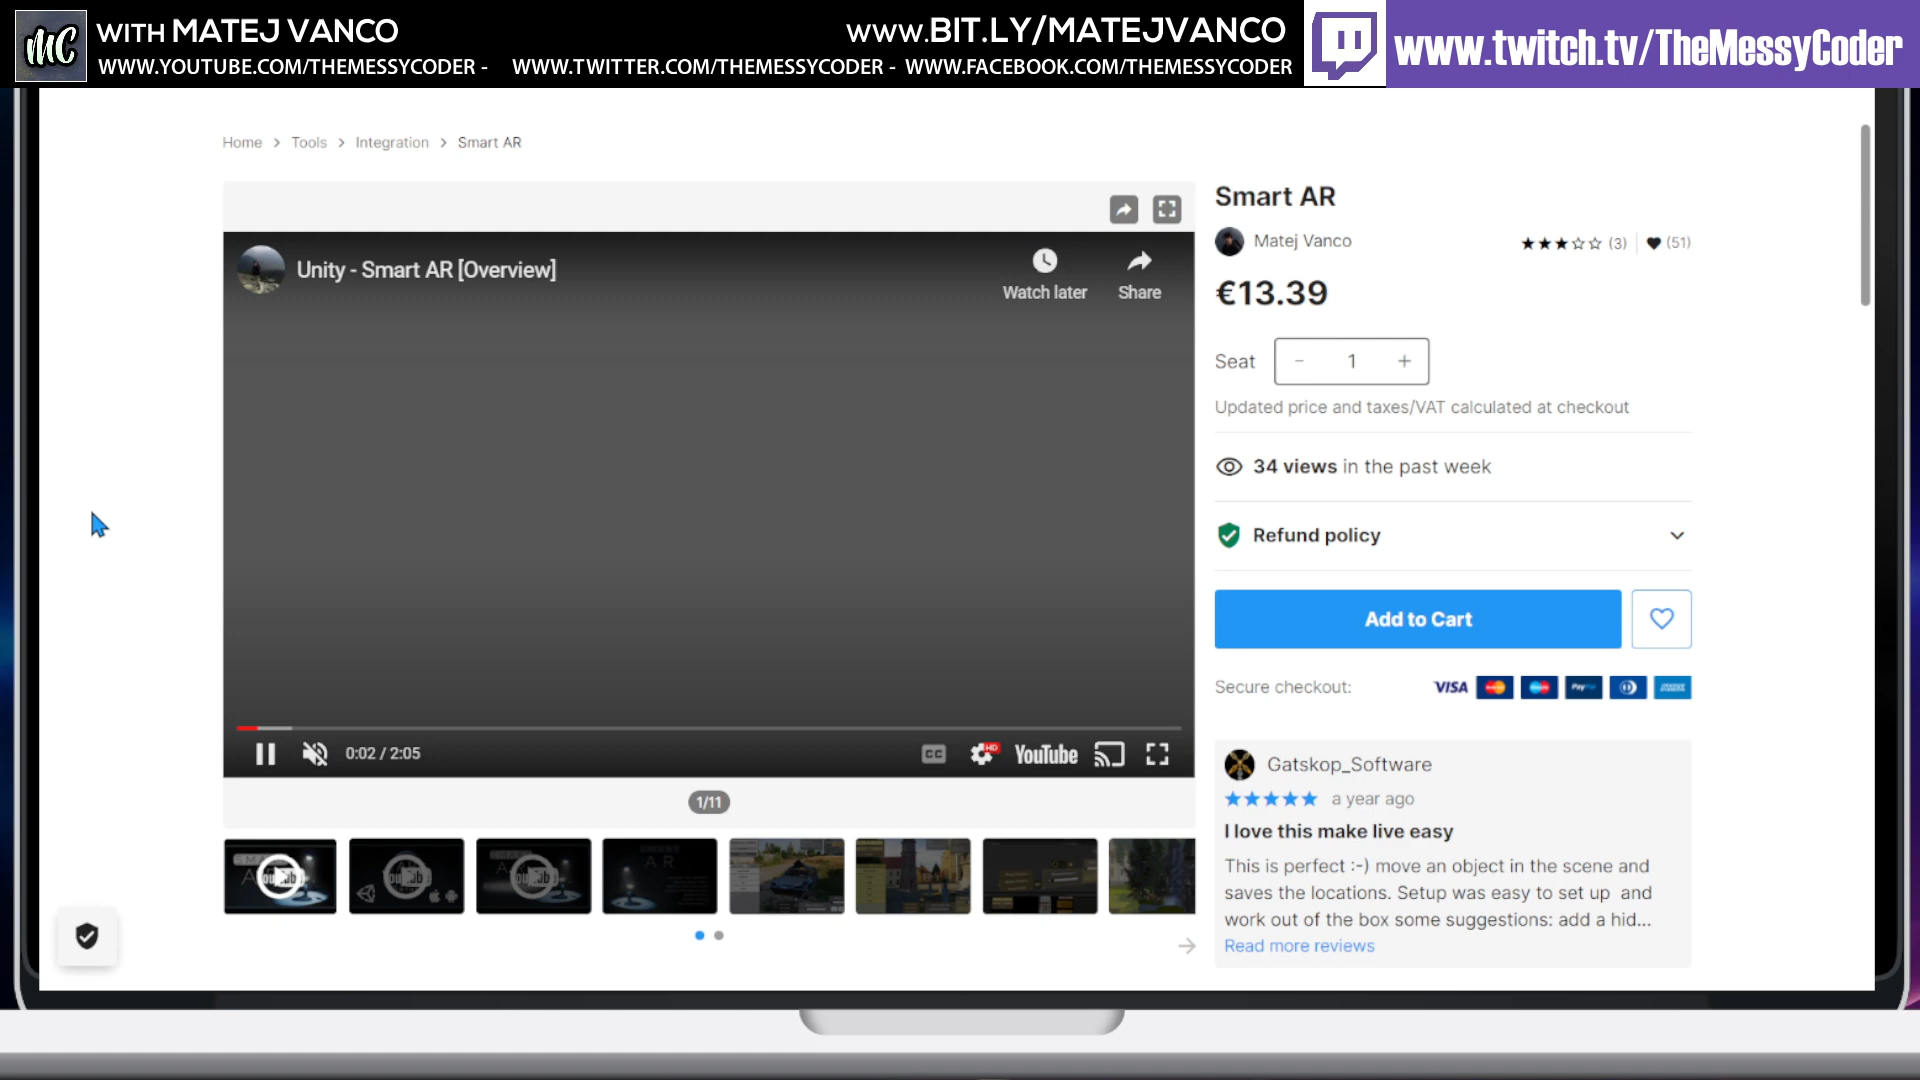 MC
WITH MATEJ VANCO
WWW.BIT.LY/MATEJVANCO
WWW.YOUTUBE.COM/THEMESSYCODER - WWW.TWITTER.COM/THEMESSYCODER - WWW.FACEBOOK.COM/THEMESSYCODER
www.twitch.tv/TheMessyCoder
Home > Tools > Integration > Smart AR
Smart AR
Matej Vanco
(3)
(51)
€13.39
Seat
- 1 +
Updated price and taxes/VAT calculated at checkout
34 views in the past week
Refund policy
Add to Cart
Secure checkout:
VISA
PayPal
Unity - Smart AR [Overview]
Watch later
Share
0:02 / 2:05
CC
HD
YouTube
1/11
Gatskop_Software
a year ago
I love this make live easy
This is perfect :-) move an object in the scene and
saves the locations. Setup was easy to set up and
work out of the box some suggestions: add a hid...
Read more reviews